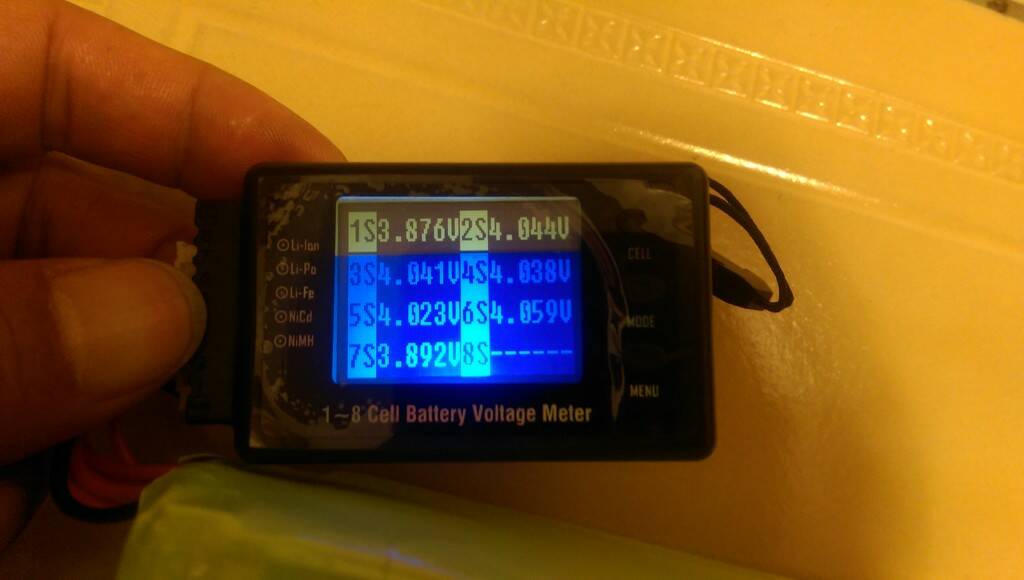 1S3.876V2S4.044V
3S4.041V4S4.038V
5S4.023V6S4.059V
7S3.892V8S------
Li-Ion
Li-Po
Li-Fe
NiCd
NiMH
CELL
MODE
MENU
1~8 Cell Battery Voltage Meter